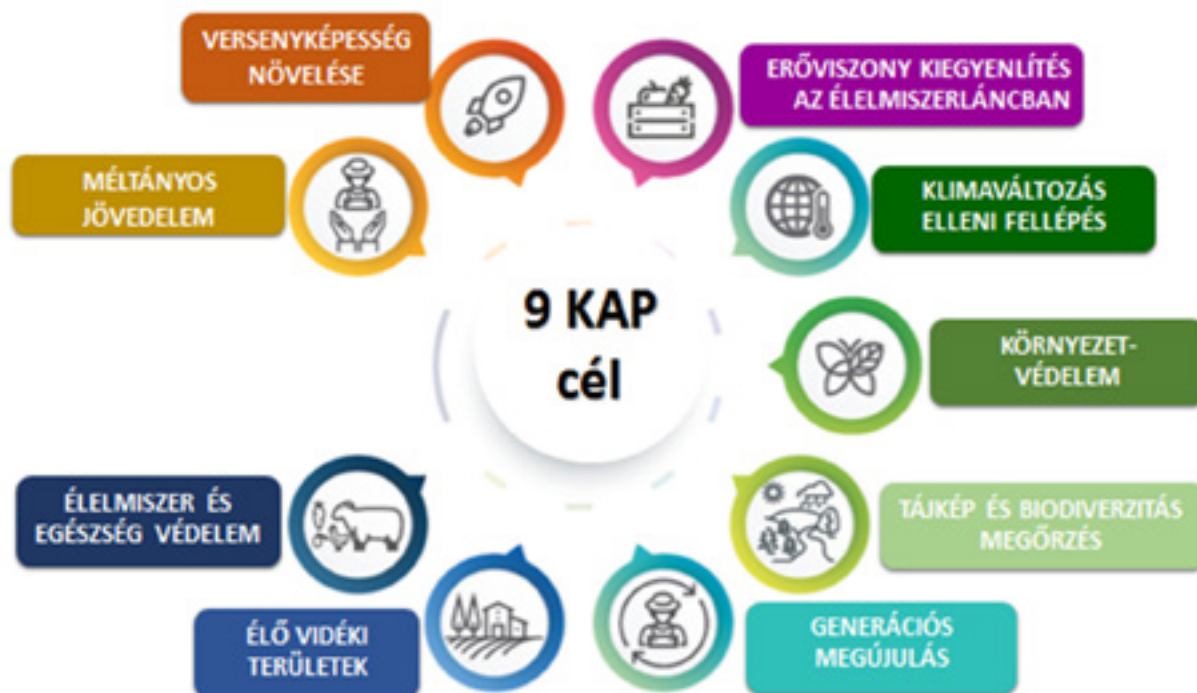 VERSENYKÉPESSÉG
NÖVELÉSE
ERŐVISZONY KIEGYENLÍTÉS
AZ ÉLELMISZERLÁNCBAN
MÉLTÁNYOS
JÖVEDELEM
KLIMAVÁLTOZÁS
ELLENI FELLÉPÉS
9 KAP
cél
KÖRNYEZET-
VÉDELEM
ÉLELMISZER ÉS
EGÉSZSÉG VÉDELEM
TÁJKÉP ÉS BIODIVERZITÁS
MEGŐRZÉS
ÉLŐ VIDÉKI
TERÜLETEK
GENERÁCIÓS
MEGÚJULÁS